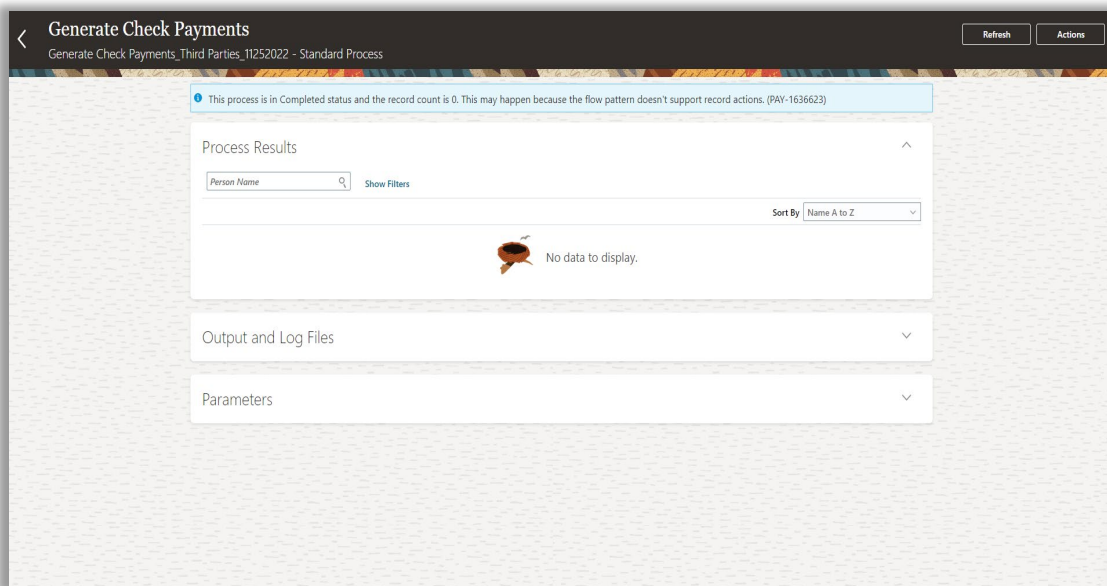 Generate Check Payments
Generate Check Payments_Third Parties_11252022 - Standard Process
Refresh
Actions
This process is in Completed status and the record count is 0. This may happen because the flow pattern doesn't support record actions. (PAY-1636623)
Process Results
Person Name
Show Filters
Sort By Name A to Z
No data to display.
Output and Log Files
Parameters